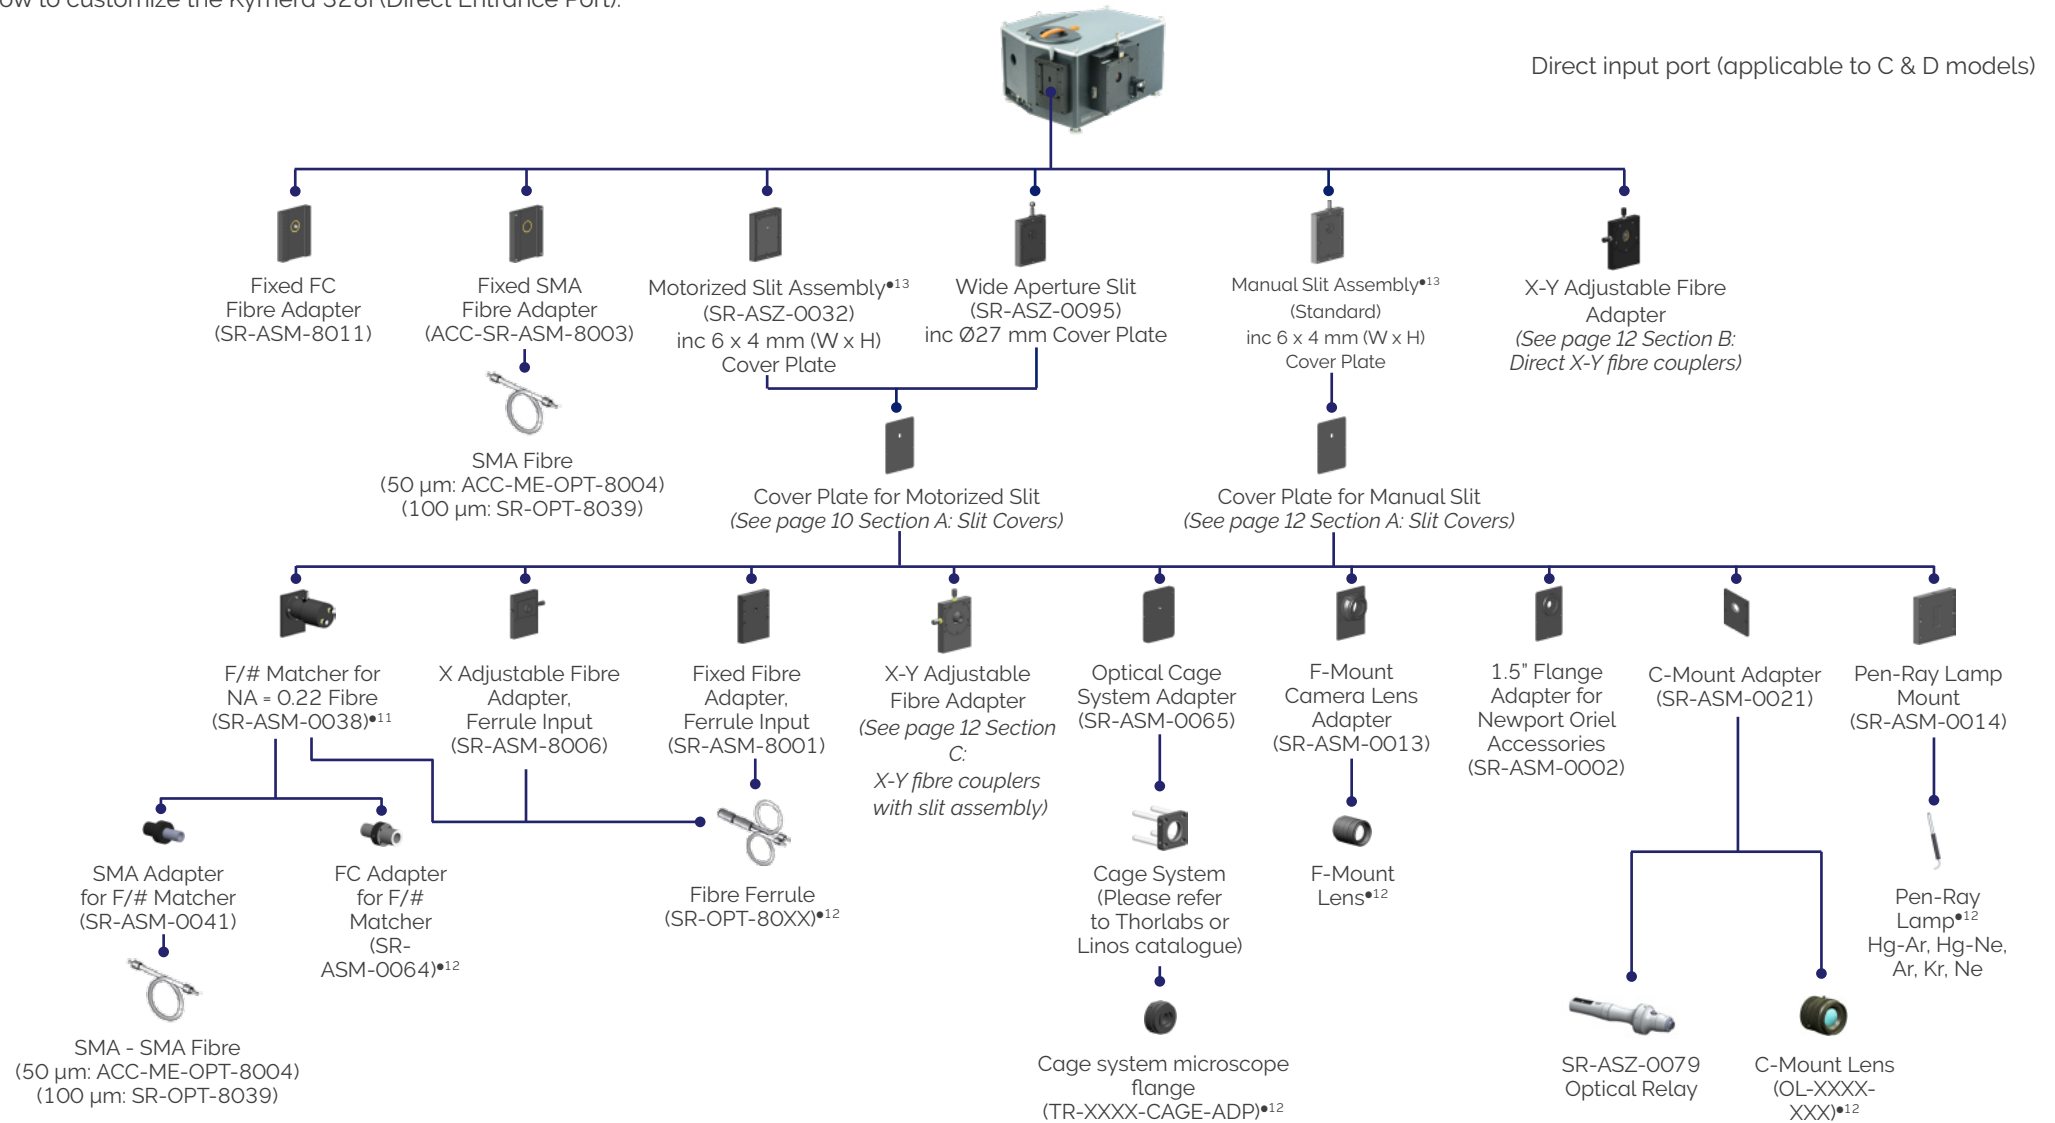 ow to customize the Kymera 328i (Direct Entrance Port).
Direct input port (applicable to C & D models)
Fixed FC
Fibre Adapter
(SR-ASM-8011)
Fixed SMA
Fibre Adapter
(ACC-SR-ASM-8003)
Motorized Slit Assembly●13
(SR-ASZ-0032)
inc 6 x 4 mm (W x H)
Cover Plate
Wide Aperture Slit
(SR-ASZ-0095)
inc Ø27 mm Cover Plate
Manual Slit Assembly●13
(Standard)
inc 6 x 4 mm (W x H)
Cover Plate
X-Y Adjustable Fibre
Adapter
(See page 12 Section B:
Direct X-Y fibre couplers)
SMA Fibre
(50 µm: ACC-ME-OPT-8004)
(100 µm: SR-OPT-8039)
Cover Plate for Motorized Slit
(See page 10 Section A: Slit Covers)
Cover Plate for Manual Slit
(See page 12 Section A: Slit Covers)
F/# Matcher for
NA = 0.22 Fibre
(SR-ASM-0038)●11
X Adjustable Fibre
Adapter,
Ferrule Input
(SR-ASM-8006)
Fixed Fibre
Adapter,
Ferrule Input
(SR-ASM-8001)
X-Y Adjustable
Fibre Adapter
(See page 12 Section
C:
X-Y fibre couplers
with slit assembly)
Optical Cage
System Adapter
(SR-ASM-0065)
F-Mount
Camera Lens
Adapter
(SR-ASM-0013)
1.5” Flange
Adapter for
Newport Oriel
Accessories
(SR-ASM-0002)
C-Mount Adapter
(SR-ASM-0021)
Pen-Ray Lamp
Mount
(SR-ASM-0014)
SMA Adapter
for F/# Matcher
(SR-ASM-0041)
FC Adapter
for F/#
Matcher
(SR-
ASM-0064)●12
Fibre Ferrule
(SR-OPT-80XX)●12
Cage System
(Please refer
to Thorlabs or
Linos catalogue)
F-Mount
Lens●12
Pen-Ray
Lamp●12
Hg-Ar, Hg-Ne,
Ar, Kr, Ne
SMA - SMA Fibre
(50 µm: ACC-ME-OPT-8004)
(100 µm: SR-OPT-8039)
Cage system microscope
flange
(TR-XXXX-CAGE-ADP)●12
SR-ASZ-0079
Optical Relay
C-Mount Lens
(OL-XXXX-
XXX)●12